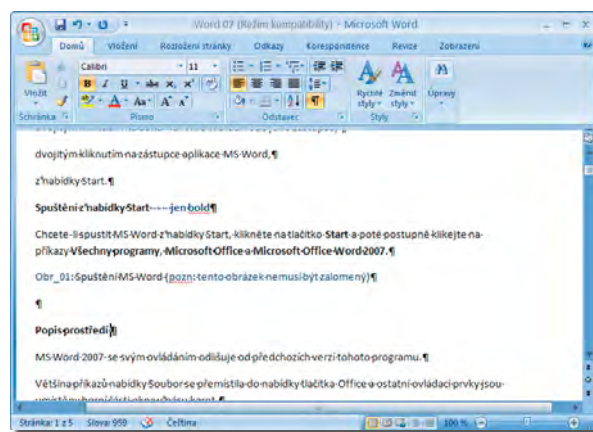 Word 07 (Režim kompatibility) - Microsoft Word
Domů Vložení Rozložení stránky Odkazy Korespondence Revize Zobrazení
Calibri 11
B I U abe x, x²
Aa A A
Vložit
Rychlé styly
Změnit styly
Úpravy
Schránka Písmo Odstavec Styly
dvojitým·kliknutím·na·zástupce·aplikace·MS·Word,¶
z°nabídky·Start.¶
Spuštění·z°nabídky·Start·----·jen·bold¶
Chcete-li·spustit·MS·Word·z°nabídky·Start,·klikněte·na·tlačítko·Start·a·poté·postupně·klikejte·na·
příkazy·Všechny·programy,·Microsoft·Office·a·Microsoft·Office·Word·2007.¶
Obr_01:·Spuštění·MS·Word·(pozn:·tento·obrázek·nemusí·být·zalomený)¶
¶
Popis·prostředí¶
MS·Word·2007·se·svým·ovládáním·odlišuje·od·předchozích·verzí·tohoto·programu.¶
Většina·příkazů·nabídky·Soubor·se·přemístila·do·nabídky·tlačítka·Office·a·ostatní·ovládací·prvky·jsou·
Stránka: 1 z 5 Slova: 959 Čeština 100 %